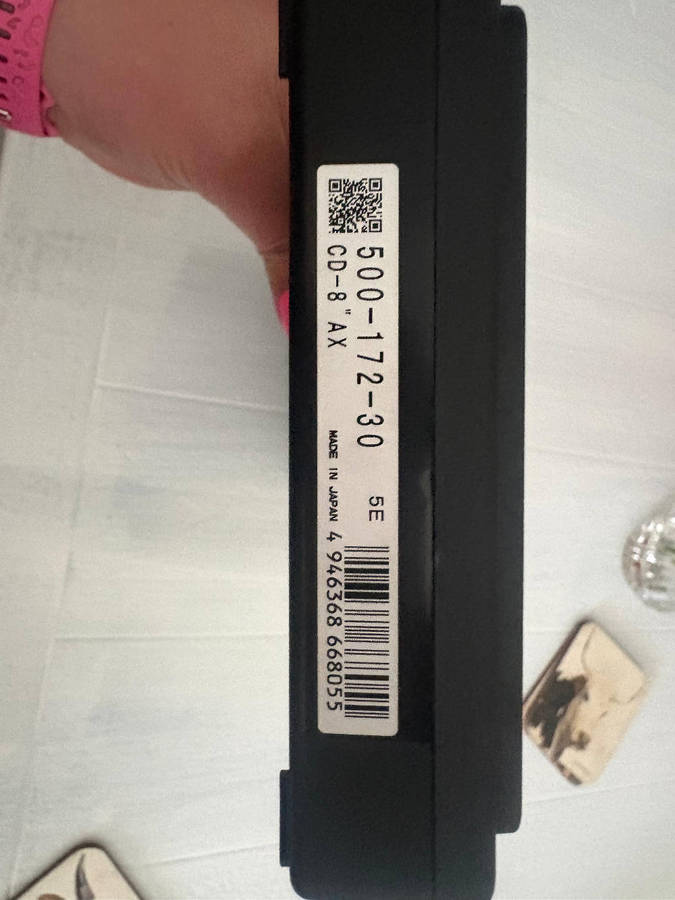 500-172-30 5E
CD-8"AX
MADE IN JAPAN
4 946368 668055